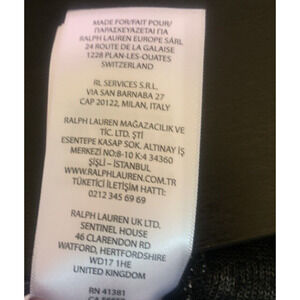 MADE FOR/FAIT POUR/
ΠΑΡΑΣΚΕΥΑΖΕΤΑΙ ΓΙΑ
RALPH LAUREN EUROPE SÀRL
24 ROUTE DE LA GALAISE
1228 PLAN-LES-OUATES
SWITZERLAND
RL SERVICES S.R.L,
VIA SAN BARNABA 27
CAP 20122, MILAN, ITALY
RALPH LAUREN MAĞAZACILIK VE
TİC. LTD. ŞTİ
ESENTEPE KASAP SOK. ALTINAY İŞ
MERKEZİ NO:8-10 K:4 34360
ŞİŞLİ – İSTANBUL
WWW.RALPHLAUREN.COM.TR
TÜKETİCİ İLETİŞİM HATTI:
0212 345 69 69
RALPH LAUREN UK LTD.
SENTINEL HOUSE
46 CLARENDON RD
WATFORD, HERTFORDSHIRE
WD17 1HE
UNITED KINGDOM
RN 41381